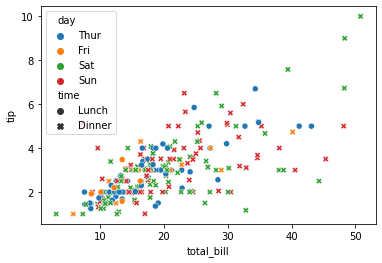 10
8
6
4
2
tip
day
Thur
Fri
Sat
Sun
time
Lunch
Dinner
10 20 30 40 50
total_bill